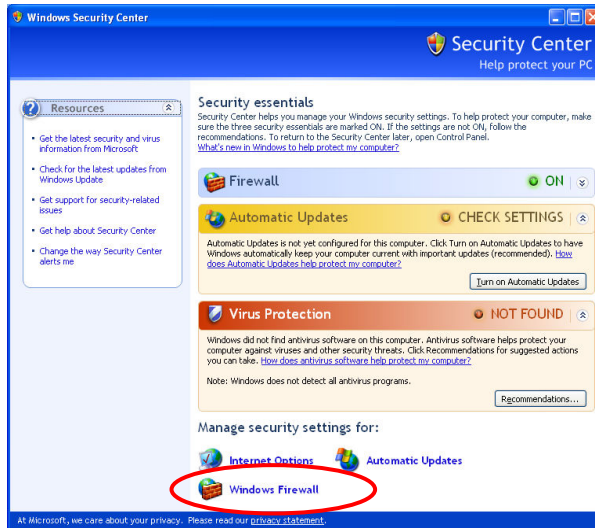 Windows Security Center
Security Center
Help protect your PC
Resources
Get the latest security and virus
information from Microsoft
Check for the latest updates from
Windows Update
Get support for security-related
issues
Get help about Security Center
Change the way Security Center
alerts me
Security essentials
Security Center helps you manage your Windows security settings. To help protect your computer, make
sure the three security essentials are marked ON. If the settings are not ON, follow the
recommendations. To return to the Security Center later, open Control Panel.
What's new in Windows to help protect my computer?
Firewall ON
Automatic Updates CHECK SETTINGS
Automatic Updates is not yet configured for this computer. Click Turn on Automatic Updates to have
Windows automatically keep your computer current with important updates (recommended). How
does Automatic Updates help protect my computer?
Turn on Automatic Updates
Virus Protection NOT FOUND
Windows did not find antivirus software on this computer. Antivirus software helps protect your
computer against viruses and other security threats. Click Recommendations for suggested actions
you can take. How does antivirus software help protect my computer?
Note: Windows does not detect all antivirus programs.
Recommendations...
Manage security settings for:
Internet Options Automatic Updates
Windows Firewall
At Microsoft, we care about your privacy. Please read our privacy statement.